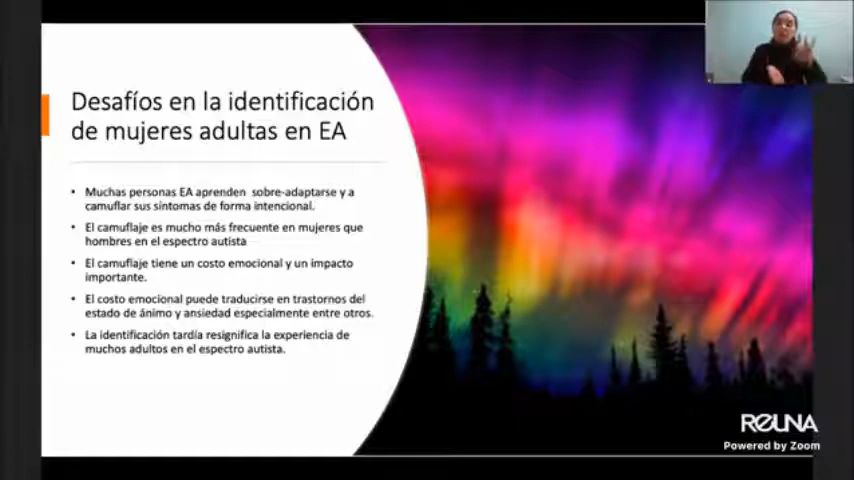 Desafíos en la identificación
de mujeres adultas en EA
• Muchas personas EA aprenden sobre-adaptarse y a
camuflar sus síntomas de forma intencional.
• El camuflaje es mucho más frecuente en mujeres que
hombres en el espectro autista
• El camuflaje tiene un costo emocional y un impacto
importante.
• El costo emocional puede traducirse en trastornos del
estado de ánimo y ansiedad especialmente entre otros.
• La identificación tardía resignifica la experiencia de
muchos adultos en el espectro autista.
REUNA
Powered by Zoom